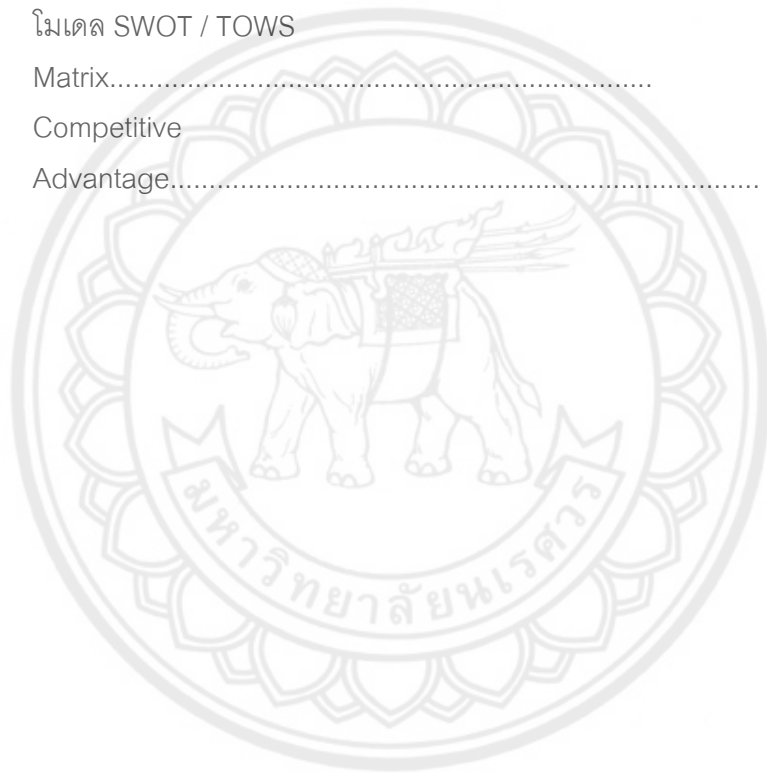 โมเดล SWOT / TOWS
Matrix......................................................................
Competitive
Advantage............................................................................
มหาวิทยาลัยนเรศวร